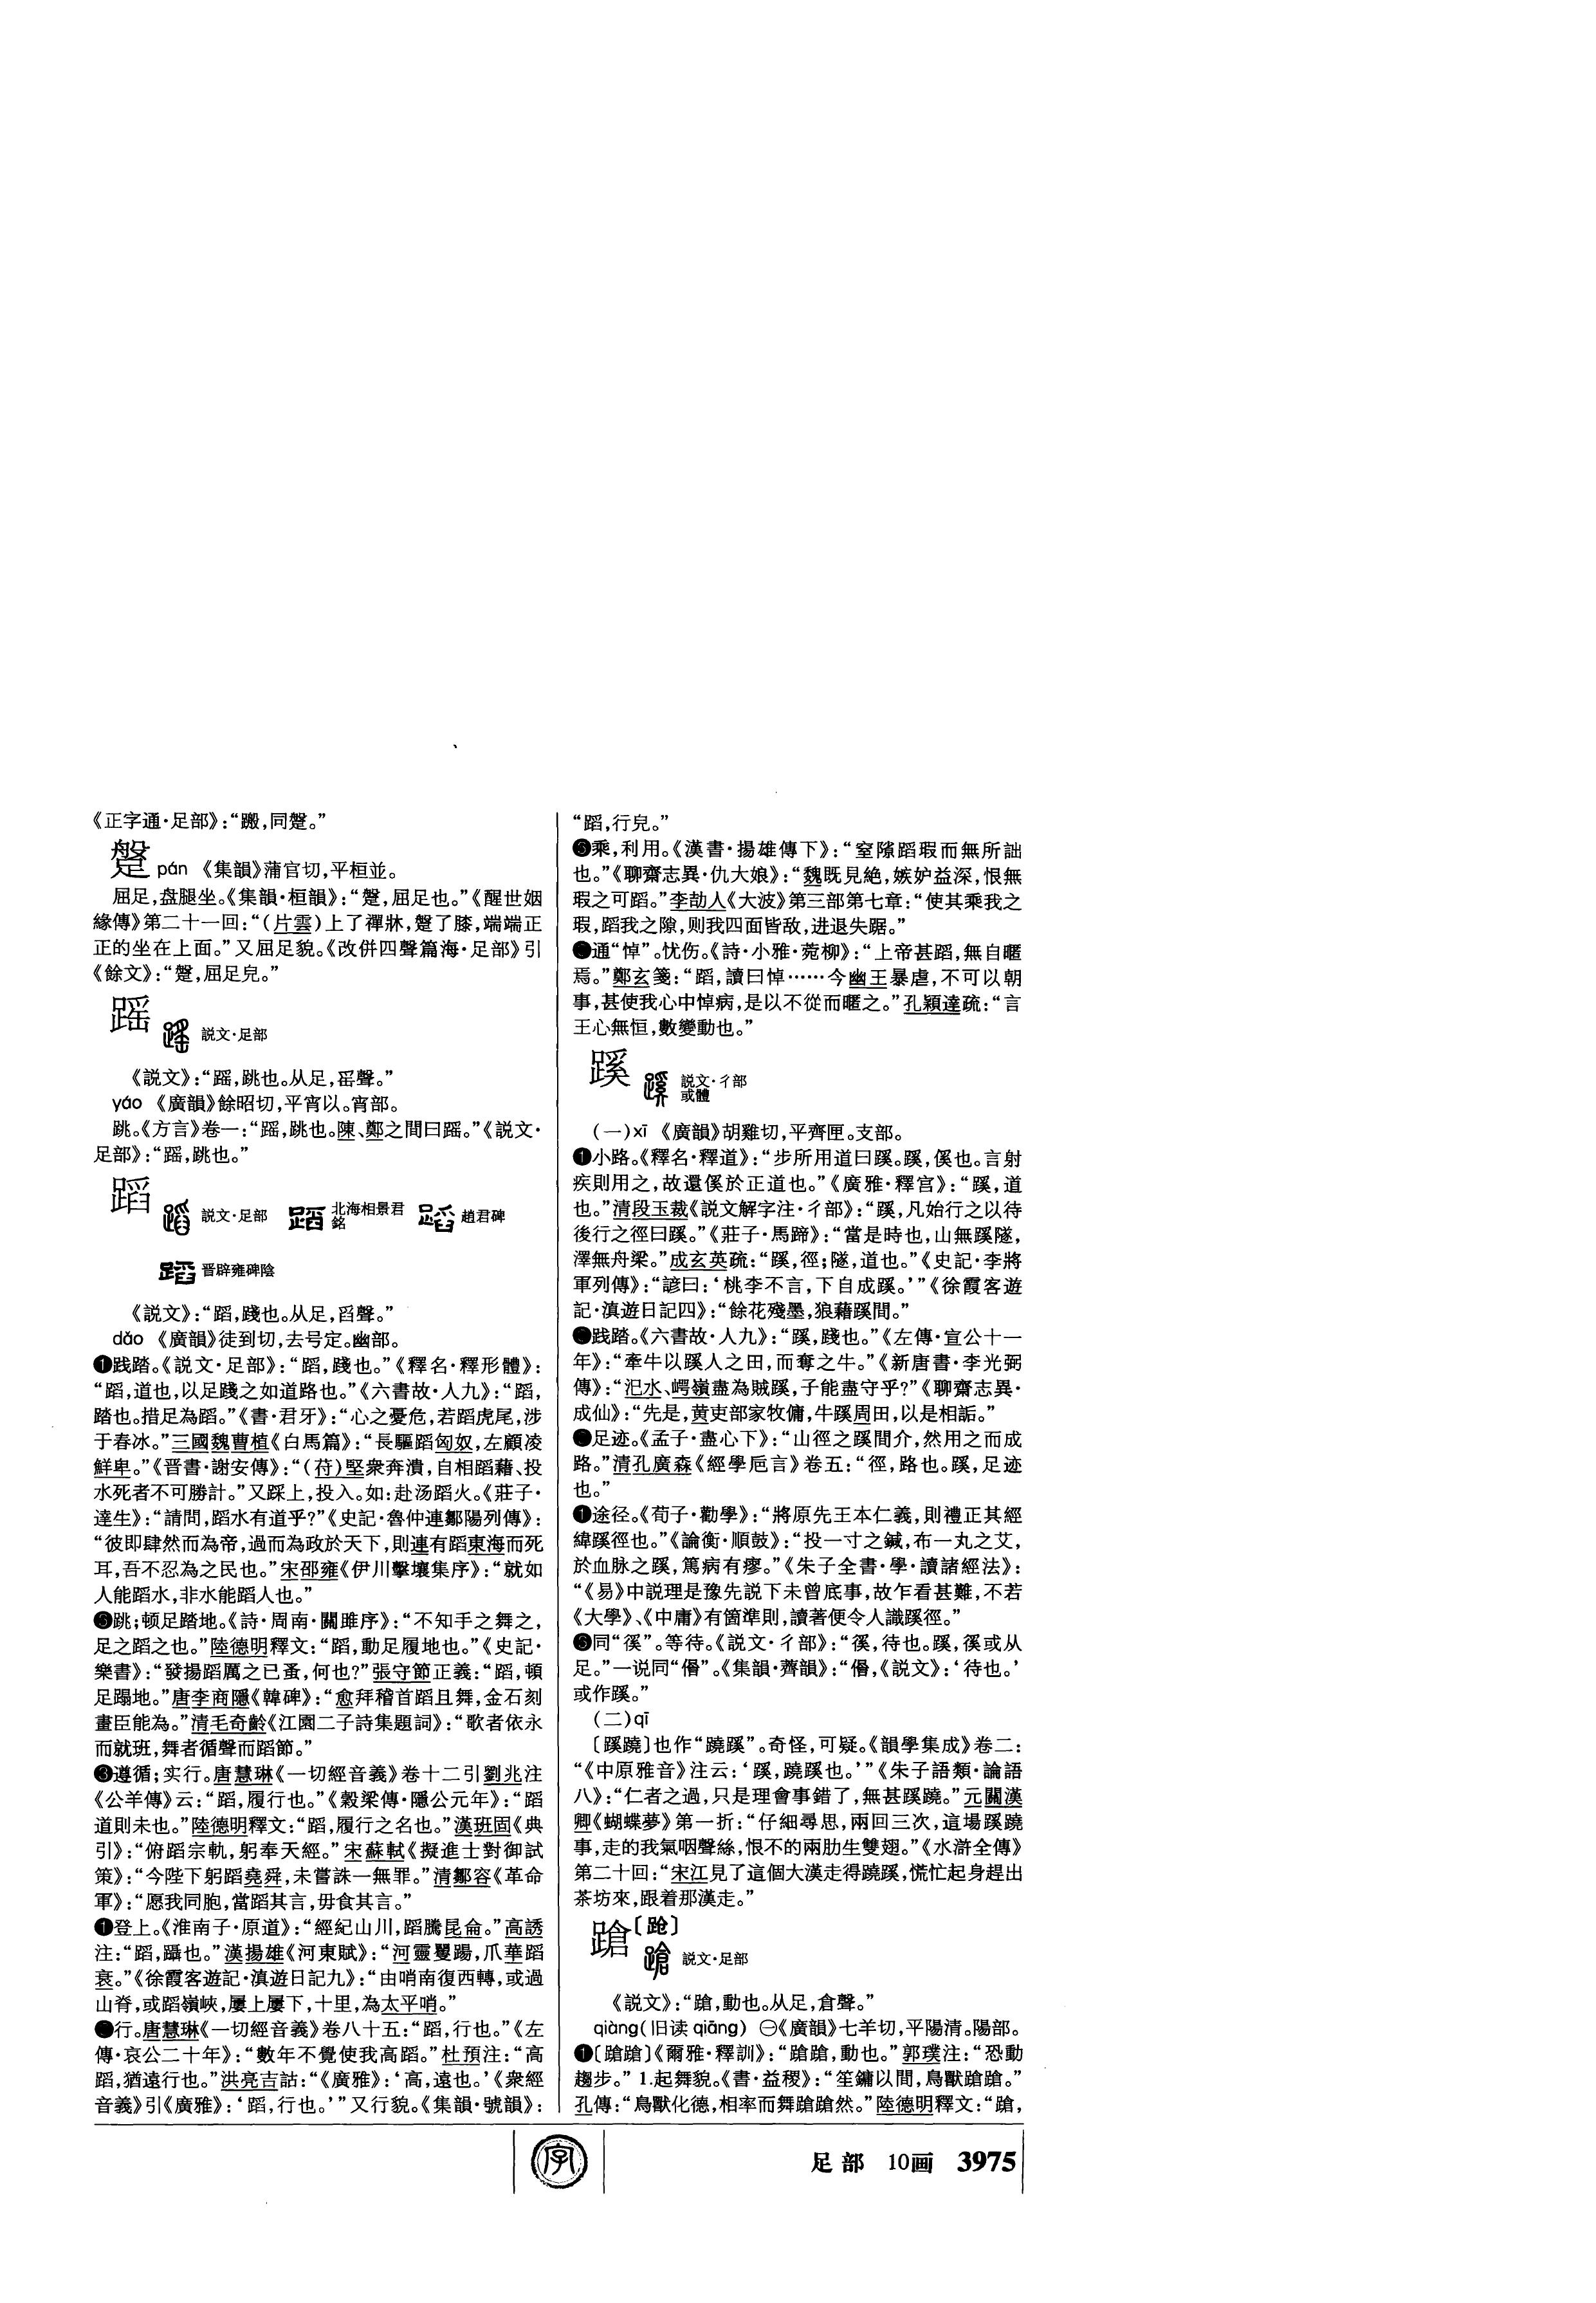 《正字通·足部》：“蹣，同蹩。”
pán 《集韻》蒲官切，平桓並。
屈足，盘腿坐。《集韻·桓韻》：“，屈足也。”《醒世姻
緣傳》第二十一回：“（片雲）上了禪牀，了膝，端端正
正的坐在上面。”又屈足貌。《改併四聲篇海·足部》引
《餘文》：“，屈足皃。”
䠛
説文·足部
《説文》：“䠛，跳也。从足，䍃聲。”
yáo 《廣韻》餘昭切，平宵以。宵部。
跳。《方言》卷一：“䠛，跳也。陳、鄭之間曰䠛。”《説文·
足部》：“䠛，跳也。”
蹈
説文·足部 北海相景君銘 趙君碑
晋辟雍碑陰
《説文》：“蹈，踐也。从足，舀聲。”
dǎo 《廣韻》徒到切，去号定。幽部。
❶践踏。《説文·足部》：“蹈，踐也。”《釋名·釋形體》：
“蹈，道也，以足踐之如道路也。”《六書故·人九》：“蹈，
踏也。措足為蹈。”《書·君牙》：“心之憂危，若蹈虎尾，涉
于春冰。”三國魏曹植《白馬篇》：“長驅蹈匈奴，左顧凌
鮮卑。”《晋書·謝安傳》：“（苻）堅衆奔潰，自相蹈藉、投
水死者不可勝計。”又踩上，投入。如：赴汤蹈火。《莊子·
達生》：“請問，蹈水有道乎？”《史記·魯仲連鄒陽列傳》：
“彼即肆然而為帝，過而為政於天下，則連有蹈東海而死
耳，吾不忍為之民也。”宋邵雍《伊川擊壤集序》：“就如
人能蹈水，非水能蹈人也。”
跳；顿足踏地。《詩·周南·關雎序》：“不知手之舞之，
足之蹈之也。”陸德明釋文：“蹈，動足履地也。”《史記·
樂書》：“發揚蹈厲之已蚤，何也？”張守節正義：“蹈，頓
足蹋地。”唐李商隱《韓碑》：“愈拜稽首蹈且舞，金石刻
畫臣能為。”清毛奇齡《江園二子詩集題詞》：“歌者依永
而就班，舞者循聲而蹈節。”
❸遵循；实行。唐慧琳《一切經音義》卷十二引劉兆注
《公羊傳》云：“蹈，履行也。”《穀梁傳·隱公元年》：“蹈
道則未也。”陸德明釋文：“蹈，履行之名也。”漢班固《典
引》：“俯蹈宗軌，躬奉天經。”宋蘇軾《擬進士對御試
策》：“今陛下躬蹈堯舜，未嘗誅一無罪。”清鄒容《革命
軍》：“愿我同胞，當蹈其言，毋食其言。”
❶登上。《淮南子·原道》：“經紀山川，蹈騰昆侖。”高誘
注：“蹈，躡也。”漢揚雄《河東賦》：“河靈矍踢，爪華蹈
衰。”《徐霞客遊記·滇遊日記九》：“由哨南復西轉，或過
山脊，或蹈嶺峽，屢上屢下，十里，為太平哨。”
行。唐慧琳《一切經音義》卷八十五：“蹈，行也。”《左
傳·哀公二十年》：“數年不覺使我高蹈。”杜預注：“高
蹈，猶遠行也。”洪亮吉詁：“《廣雅》：‘高，遠也。’《衆經
音義》引《廣雅》：‘蹈，行也。’”又行貌。《集韻·號韻》：
“蹈，行皃。”
乘，利用。《漢書·揚雄傳下》：“窒隙蹈瑕而無所詘
也。”《聊齋志異·仇大娘》：“魏既見絶，嫉妒益深，恨無
瑕之可蹈。”李劼人《大波》第三部第七章：“使其乘我之
瑕，蹈我之隙，则我四面皆敌，进退失踞。”
通“悼”。忧伤。《詩·小雅·菀柳》：“上帝甚蹈，無自暱
焉。”鄭玄箋：“蹈，讀曰悼……今幽王暴虐，不可以朝
事，甚使我心中悼病，是以不從而暱之。”孔穎達疏：“言
王心無恒，數變動也。”
蹊
説文·彳部
或體
（一）xī 《廣韻》胡雞切，平齊匣。支部。
❶小路。《釋名·釋道》：“步所用道曰蹊。蹊，傒也。言射
疾則用之，故還傒於正道也。”《廣雅·釋宫》：“蹊，道
也。”清段玉裁《説文解字注·彳部》：“蹊，凡始行之以待
後行之徑曰蹊。”《莊子·馬蹄》：“當是時也，山無蹊隧，
澤無舟梁。”成玄英疏：“蹊，徑；隧，道也。”《史記·李將
軍列傳》：“諺曰：‘桃李不言，下自成蹊。’”《徐霞客遊
記·滇遊日記四》：“餘花殘墨，狼藉蹊間。”
践踏。《六書故·人九》：“蹊，踐也。”《左傳·宣公十一
年》：“牽牛以蹊人之田，而奪之牛。”《新唐書·李光弼
傳》：“汜水、崿嶺盡為賊蹊，子能盡守乎？”《聊齋志異·
成仙》：“先是，黄吏部家牧傭，牛蹊周田，以是相詬。”
足迹。《孟子·盡心下》：“山徑之蹊間介，然用之而成
路。”清孔廣森《經學卮言》卷五：“徑，路也。蹊，足迹
也。”
❶途径。《荀子·勸學》：“將原先王本仁義，則禮正其經
緯蹊徑也。”《論衡·順鼓》：“投一寸之鍼，布一丸之艾，
於血脉之蹊，篤病有瘳。”《朱子全書·學·讀諸經法》：
“《易》中説理是豫先説下未曾底事，故乍看甚難，不若
《大學》、《中庸》有箇準則，讀著便令人識蹊徑。”
同“徯”。等待。《説文·彳部》：“徯，待也。蹊，徯或从
足。”一说同“㑱”。《集韻·齊韻》：“㑱，《説文》：‘待也。’
或作蹊。”
（二）qī
〔蹊蹺〕也作“蹺蹊”。奇怪，可疑。《韻學集成》卷二：
“《中原雅音》注云：‘蹊，蹺蹊也。’”《朱子語類·論語
八》：“仁者之過，只是理會事錯了，無甚蹊蹺。”元關漢
卿《蝴蝶夢》第一折：“仔細尋思，兩回三次，這場蹊蹺
事，走的我氣咽聲絲，恨不的兩肋生雙翅。”《水滸全傳》
第二十回：“宋江見了這個大漢走得蹺蹊，慌忙起身趕出
茶坊來，跟着那漢走。”
蹌〔跄〕
説文·足部
《説文》：“蹌，動也。从足，倉聲。”
qiàng（旧读 qiāng） ㊀《廣韻》七羊切，平陽清。陽部。
❶〔蹌蹌〕《爾雅·釋訓》：“蹌蹌，動也。”郭璞注：“恐動
趨步。”1.起舞貌。《書·益稷》：“笙鏞以間，鳥獸蹌蹌。”
孔傳：“鳥獸化德，相率而舞蹌蹌然。”陸德明釋文：“蹌，
字
足部 10画 3975